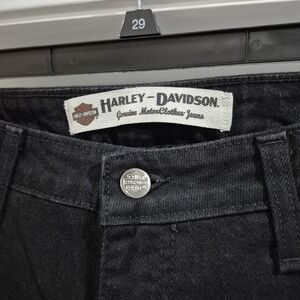 29
HARLEY-DAVIDSON
Genuine MotorClothes Jeans